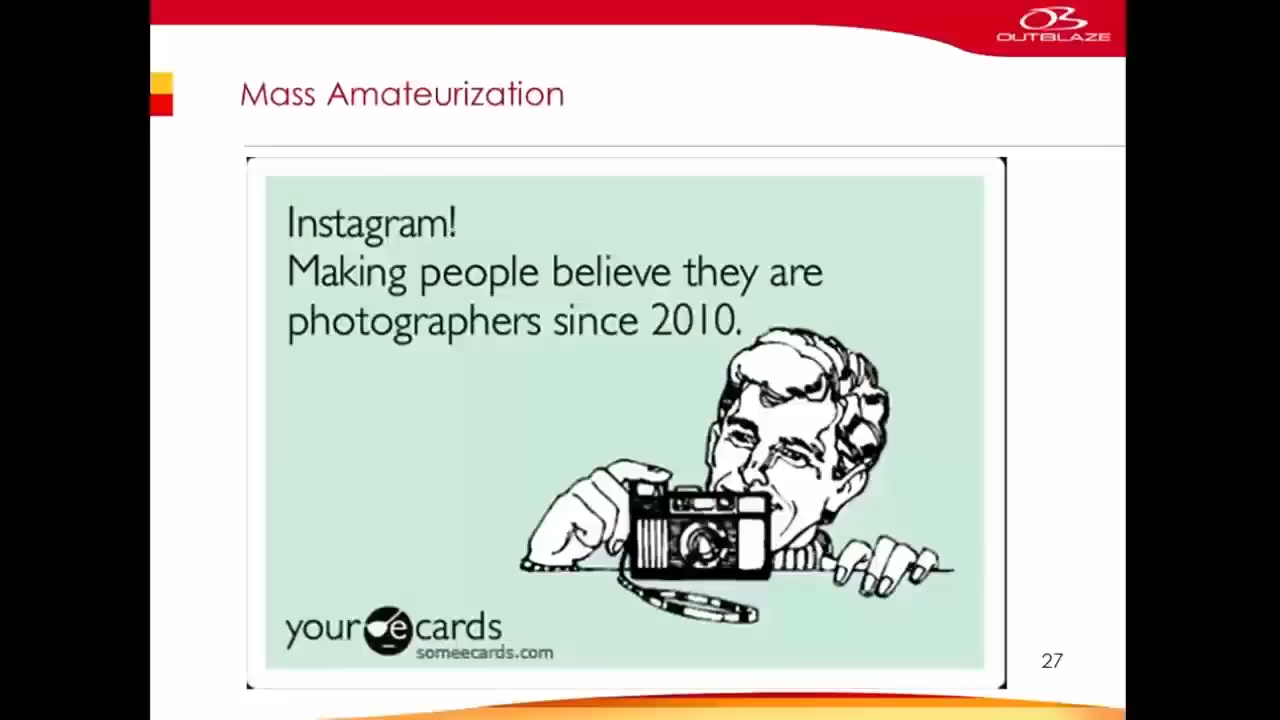 OUTBLAZE
Mass Amateurization
Instagram!
Making people believe they are
photographers since 2010.
your e cards
someecards.com
27